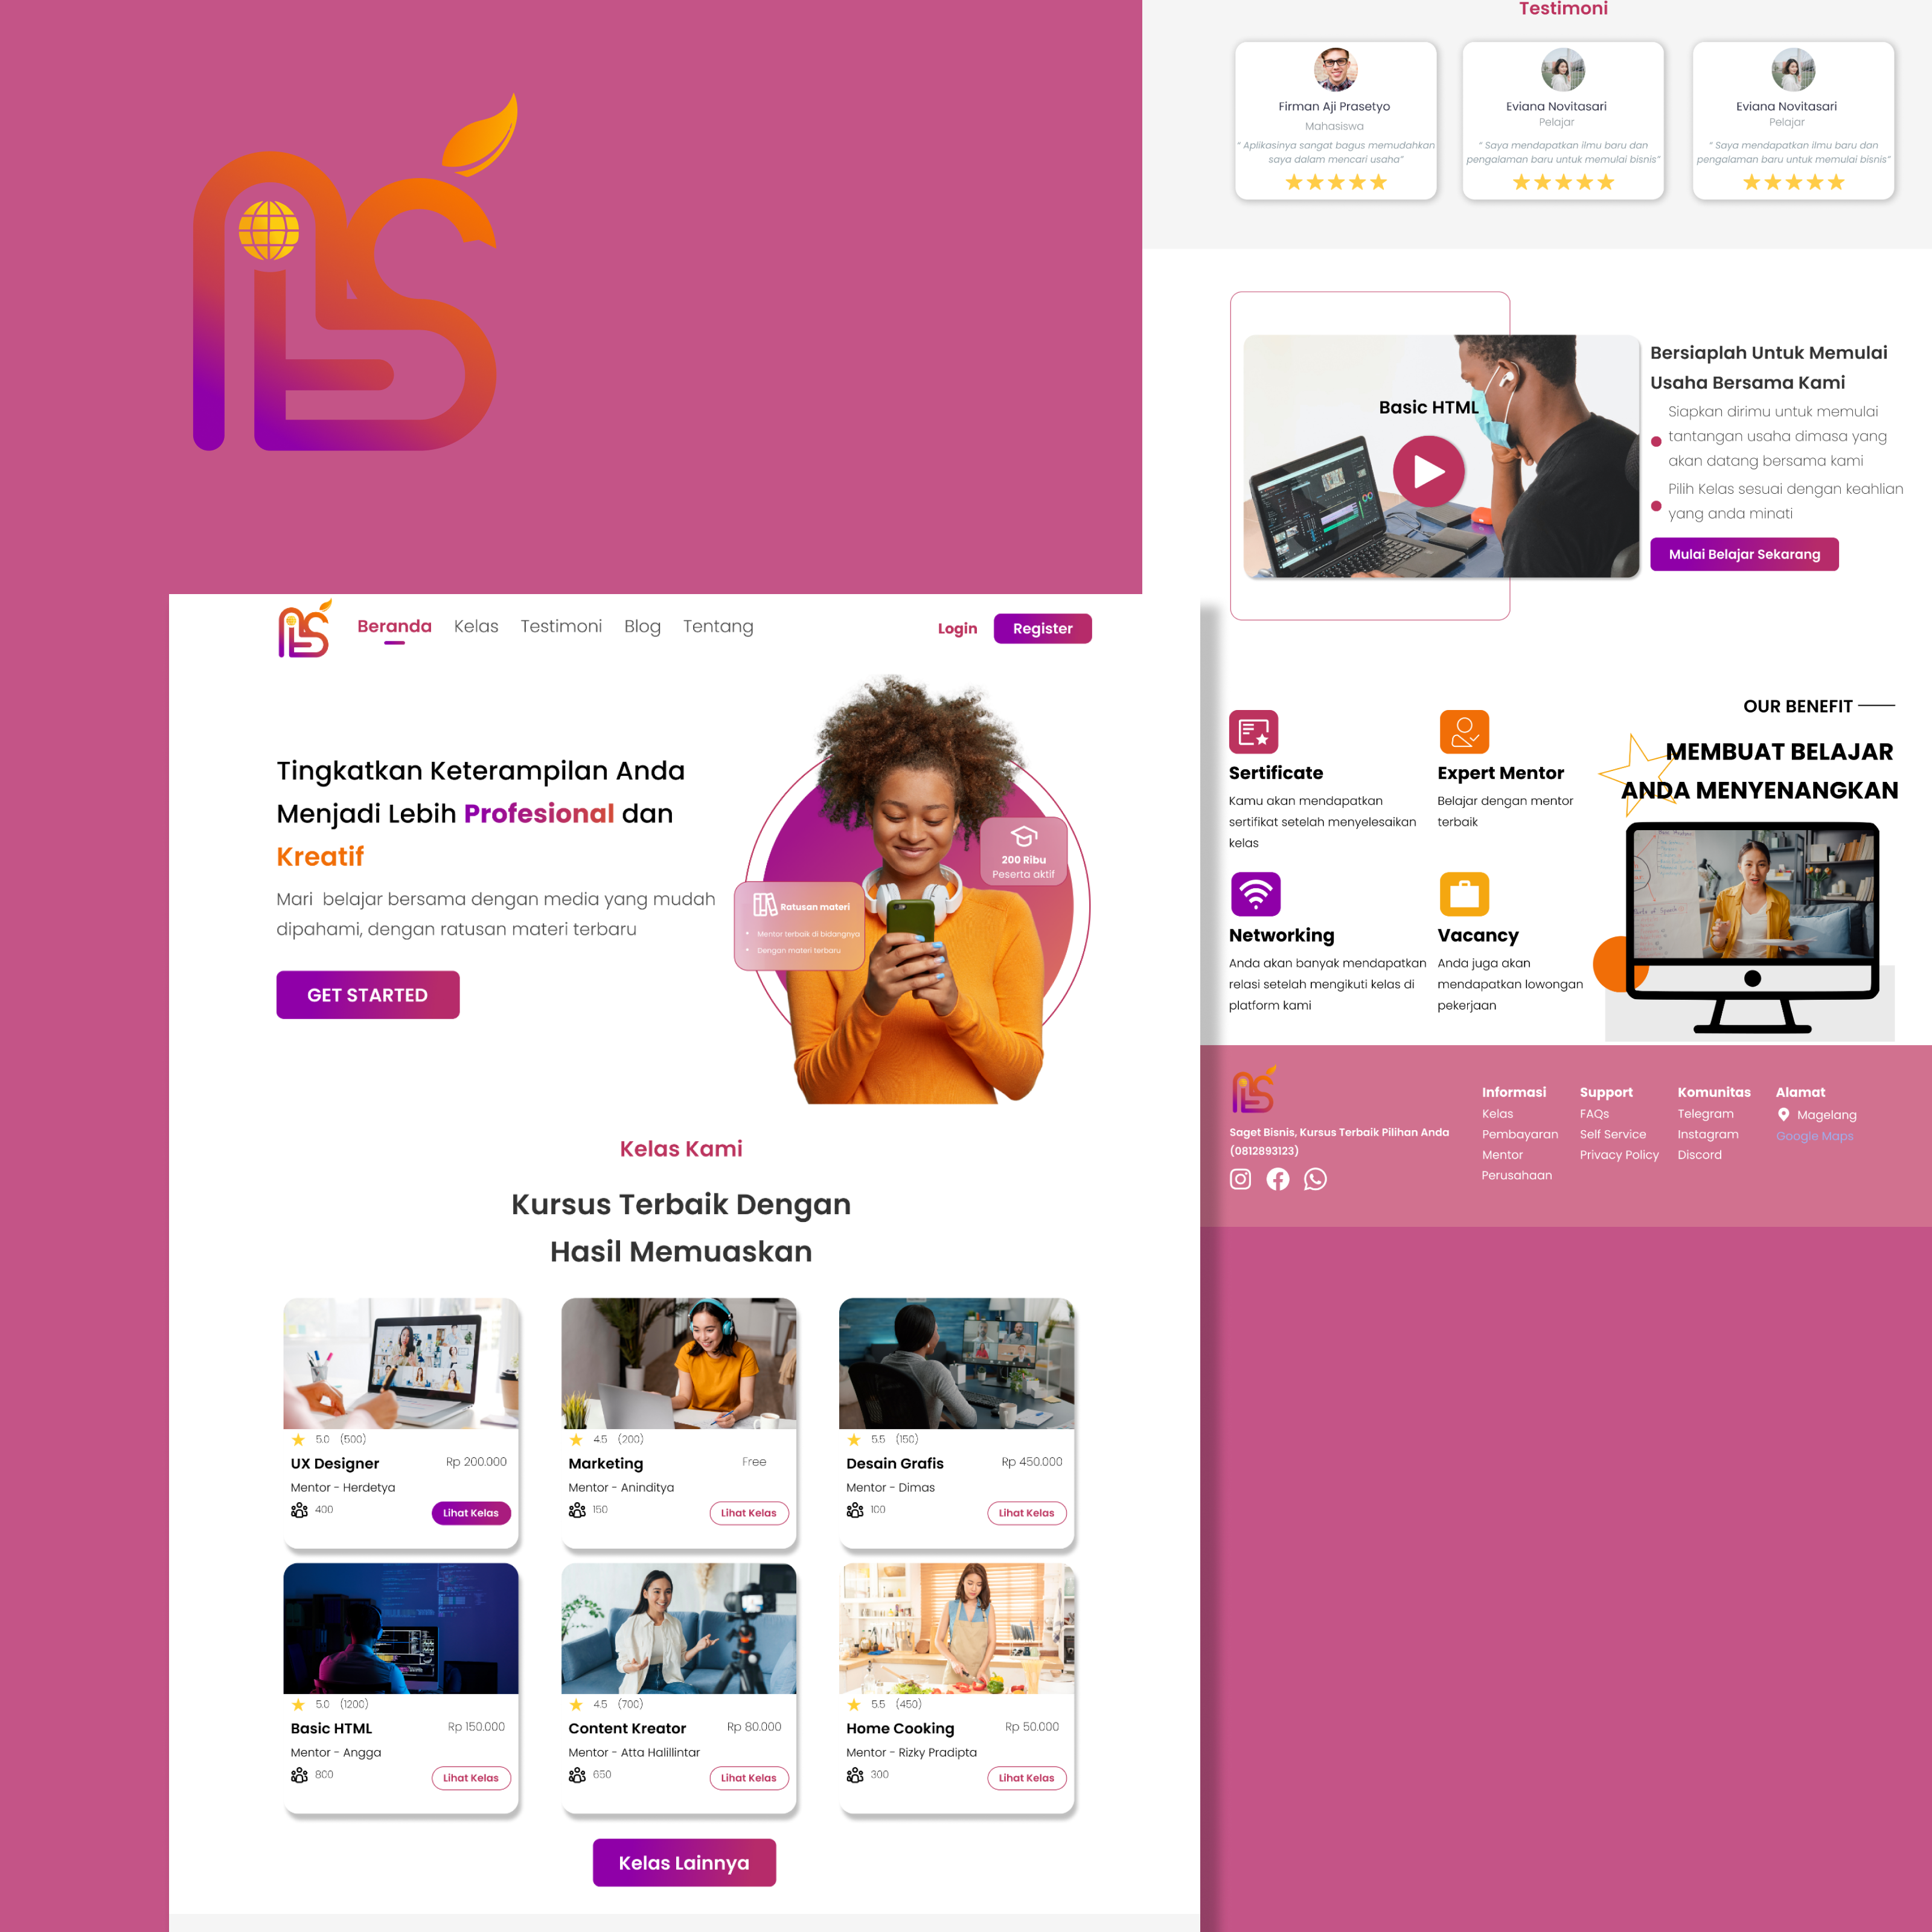 Beranda Kelas Testimoni Blog Tentang Login Register
Tingkatkan Keterampilan Anda
Menjadi Lebih Profesional dan
Kreatif
Mari belajar bersama dengan media yang mudah
dipahami, dengan ratusan materi terbaru
GET STARTED
200 Ribu
Peserta aktif
Ratusan materi
Mentor terbaik di bidangnya
Dengan materi terbaru
Kelas Kami
Kursus Terbaik Dengan
Hasil Memuaskan
5.0 (500)
UX Designer Rp 200.000
Mentor - Herdetya
400 Lihat Kelas
4.5 (200)
Marketing Free
Mentor - Aninditya
150 Lihat Kelas
5.5 (150)
Desain Grafis Rp 450.000
Mentor - Dimas
100 Lihat Kelas
5.0 (1200)
Basic HTML Rp 150.000
Mentor - Angga
800 Lihat Kelas
4.5 (700)
Content Kreator Rp 80.000
Mentor - Atta Halillintar
650 Lihat Kelas
5.5 (450)
Home Cooking Rp 50.000
Mentor - Rizky Pradipta
300 Lihat Kelas
Kelas Lainnya
Testimoni
Firman Aji Prasetyo
Mahasiswa
“ Aplikasinya sangat bagus memudahkan
saya dalam mencari usaha”
Eviana Novitasari
Pelajar
“ Saya mendapatkan ilmu baru dan
pengalaman baru untuk memulai bisnis”
Eviana Novitasari
Pelajar
“ Saya mendapatkan ilmu baru dan
pengalaman baru untuk memulai bisnis”
Basic HTML
Bersiaplah Untuk Memulai
Usaha Bersama Kami
Siapkan dirimu untuk memulai
tantangan usaha dimasa yang
akan datang bersama kami
Pilih Kelas sesuai dengan keahlian
yang anda minati
Mulai Belajar Sekarang
OUR BENEFIT
MEMBUAT BELAJAR
ANDA MENYENANGKAN
Sertificate
Kamu akan mendapatkan
sertifikat setelah menyelesaikan
kelas
Expert Mentor
Belajar dengan mentor
terbaik
Networking
Anda akan banyak mendapatkan
relasi setelah mengikuti kelas di
platform kami
Vacancy
Anda juga akan
mendapatkan lowongan
pekerjaan
Saget Bisnis, Kursus Terbaik Pilihan Anda
(0812893123)
Informasi
Kelas
Pembayaran
Mentor
Perusahaan
Support
FAQs
Self Service
Privacy Policy
Komunitas
Telegram
Instagram
Discord
Alamat
Magelang
Google Maps